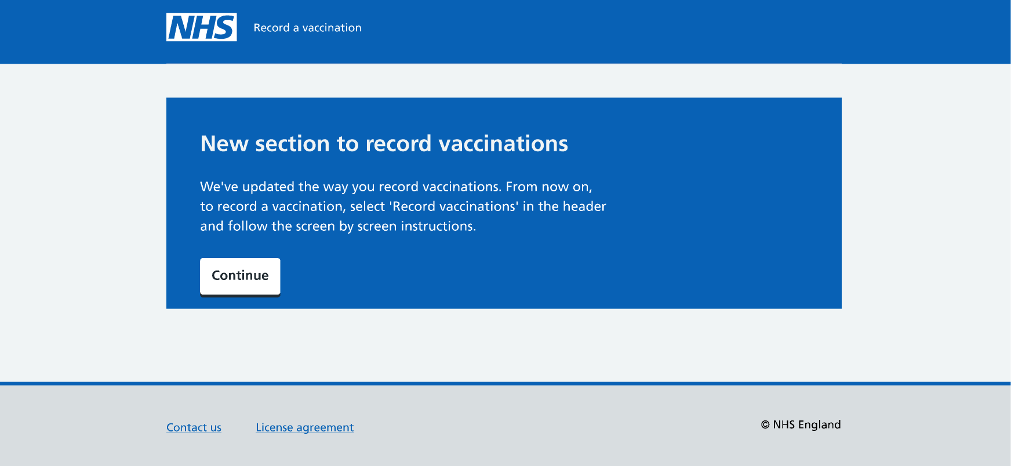 NHS
Record a vaccination
New section to record vaccinations
We've updated the way you record vaccinations. From now on,
to record a vaccination, select 'Record vaccinations' in the header
and follow the screen by screen instructions.
Continue
Contact us
License agreement
© NHS England